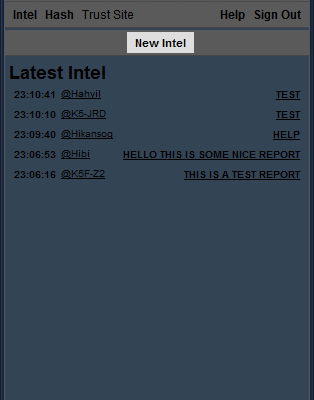 Intel Hash Trust Site Help Sign Out
New Intel
Latest Intel
23:10:41 @Hahyil TEST
23:10:10 @K5-JRD TEST
23:09:40 @Hikansog HELP
23:06:53 @Hibi HELLO THIS IS SOME NICE REPORT
23:06:16 @K5F-Z2 THIS IS A TEST REPORT